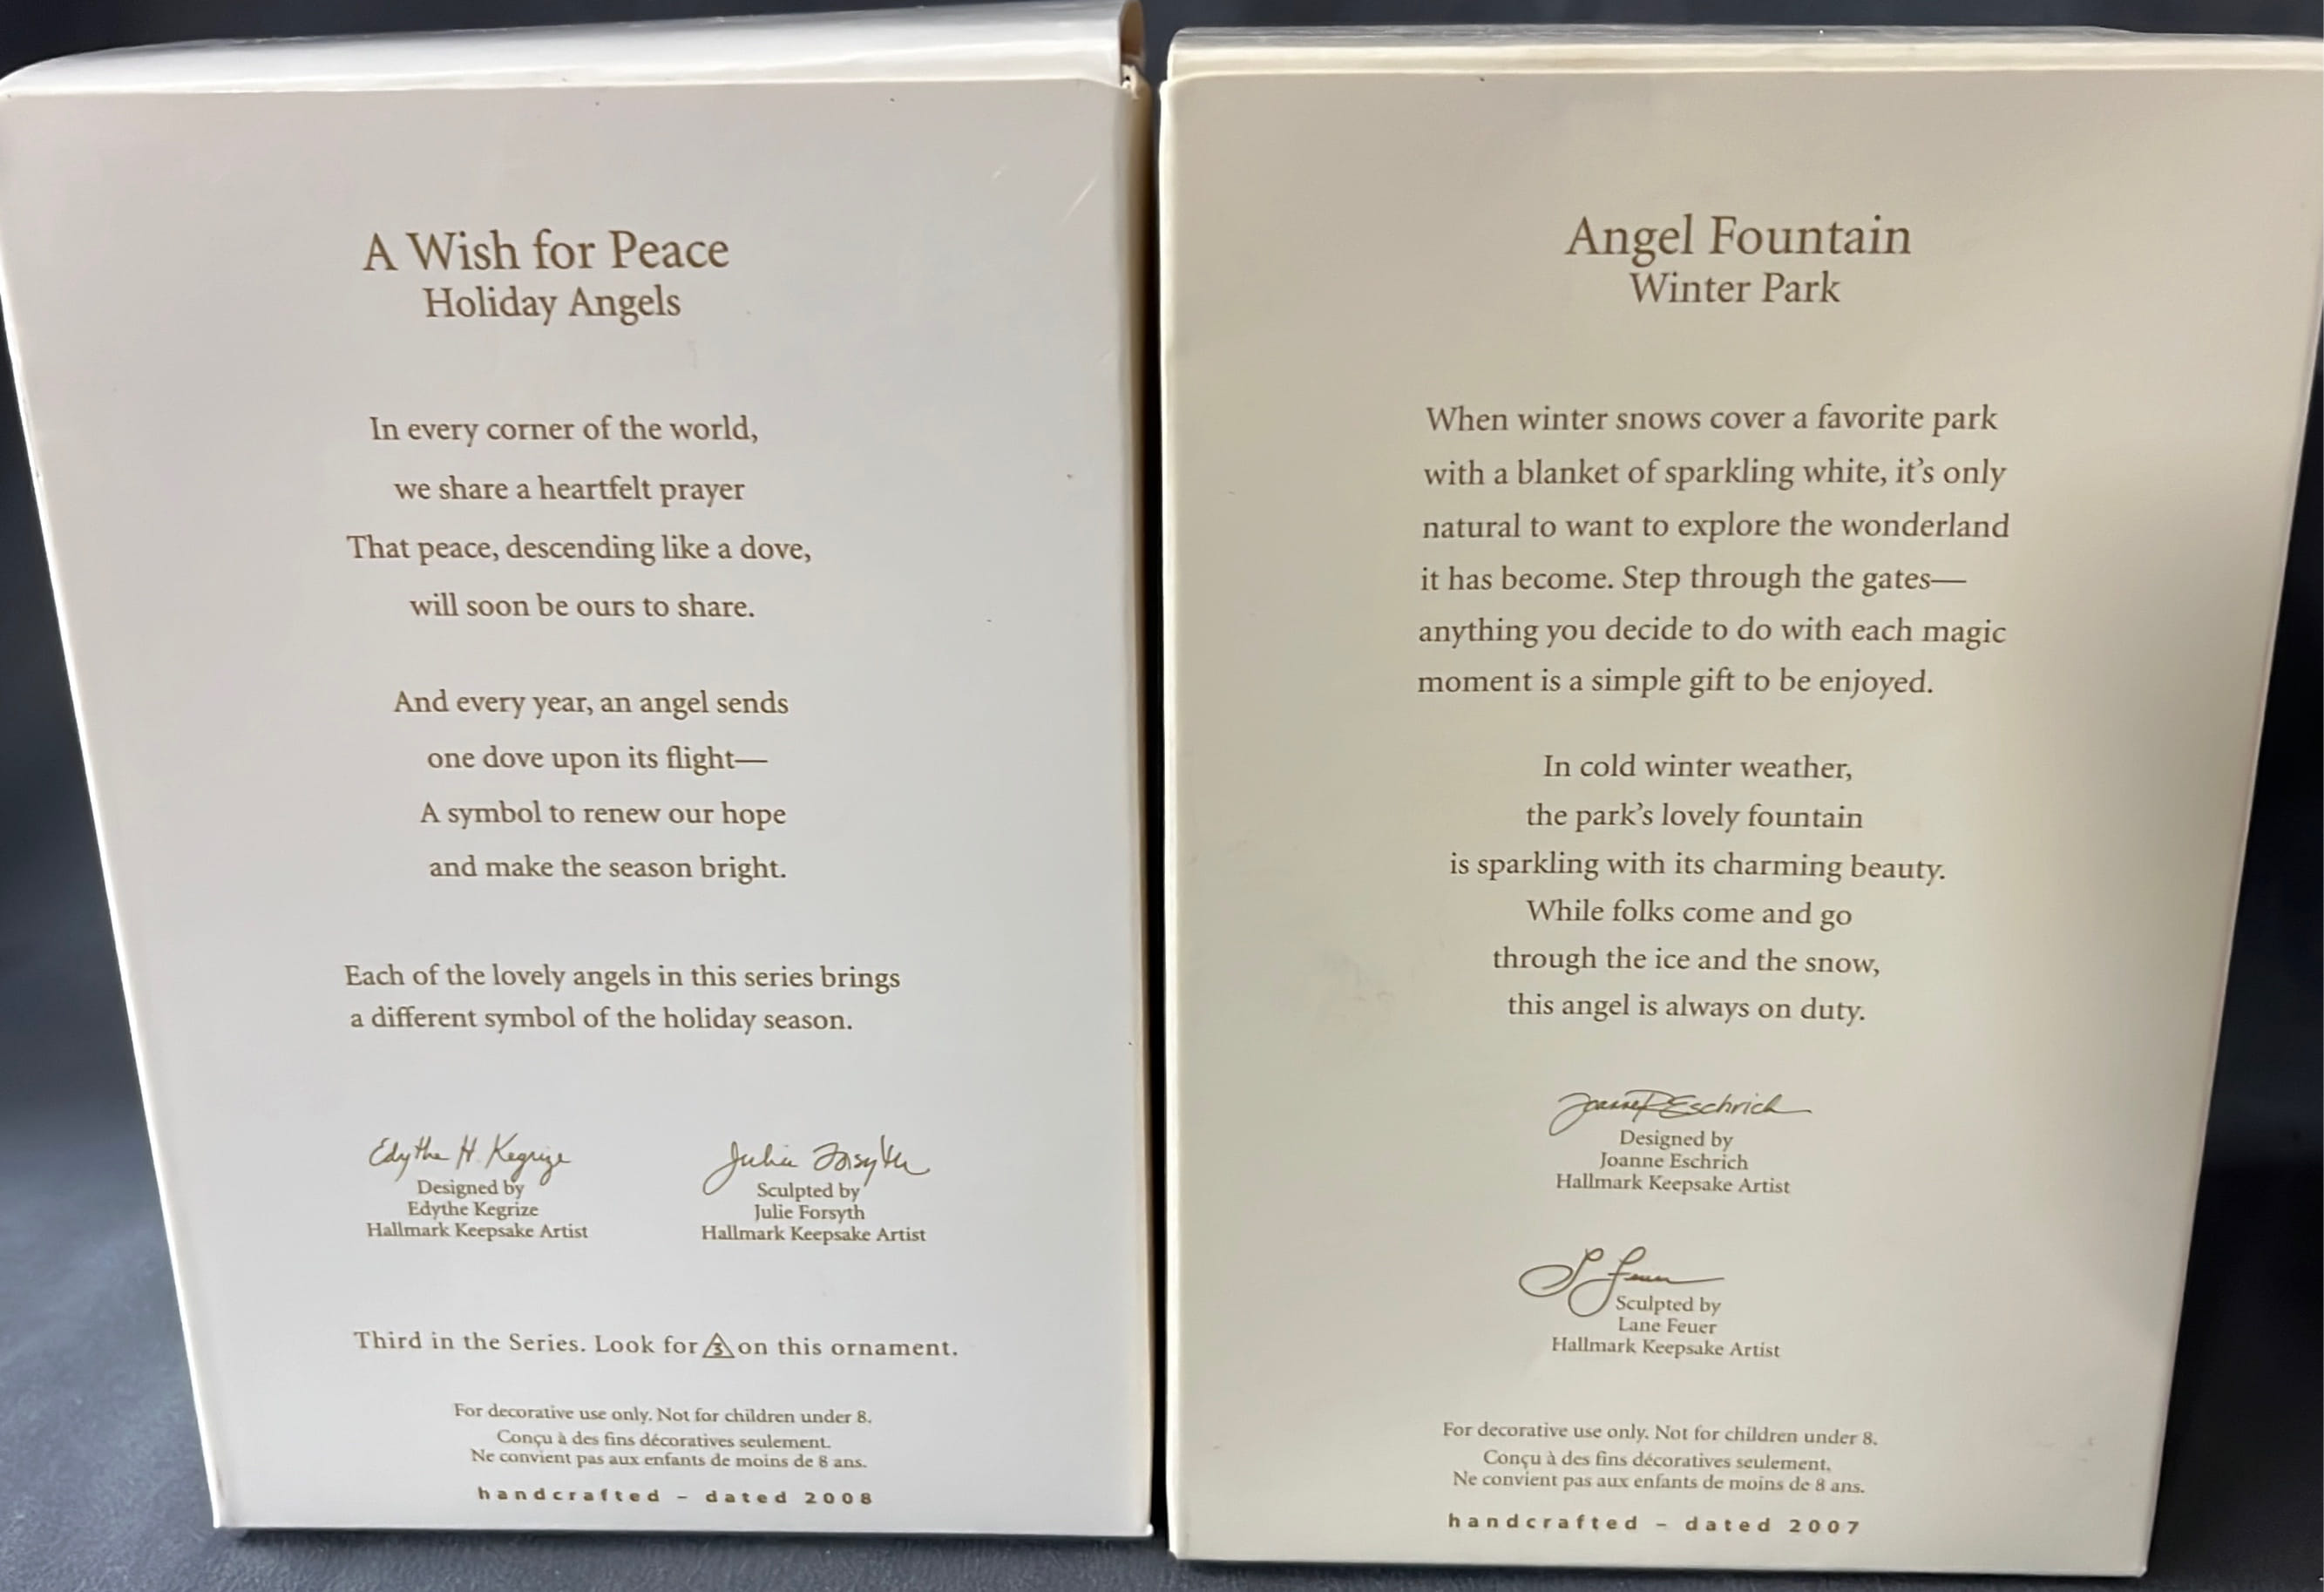 A Wish for Peace
Holiday Angels
In every corner of the world,
we share a heartfelt prayer
That peace, descending like a dove,
will soon be ours to share.
And every year, an angel sends
one dove upon its flight—
A symbol to renew our hope
and make the season bright.
Each of the lovely angels in this series brings
a different symbol of the holiday season.
Edythe H. Kegrize
Designed by
Edythe Kegrize
Hallmark Keepsake Artist
Julie Forsyth
Sculpted by
Julie Forsyth
Hallmark Keepsake Artist
Third in the Series. Look for 3 on this ornament.
For decorative use only. Not for children under 8.
Conçu à des fins décoratives seulement.
Ne convient pas aux enfants de moins de 8 ans.
handcrafted – dated 2008
Angel Fountain
Winter Park
When winter snows cover a favorite park
with a blanket of sparkling white, it's only
natural to want to explore the wonderland
it has become. Step through the gates—
anything you decide to do with each magic
moment is a simple gift to be enjoyed.
In cold winter weather,
the park's lovely fountain
is sparkling with its charming beauty.
While folks come and go
through the ice and the snow,
this angel is always on duty.
Joanne Eschrich
Designed by
Joanne Eschrich
Hallmark Keepsake Artist
L Feuer
Sculpted by
Lane Feuer
Hallmark Keepsake Artist
For decorative use only. Not for children under 8.
Conçu à des fins décoratives seulement.
Ne convient pas aux enfants de moins de 8 ans.
handcrafted – dated 2007